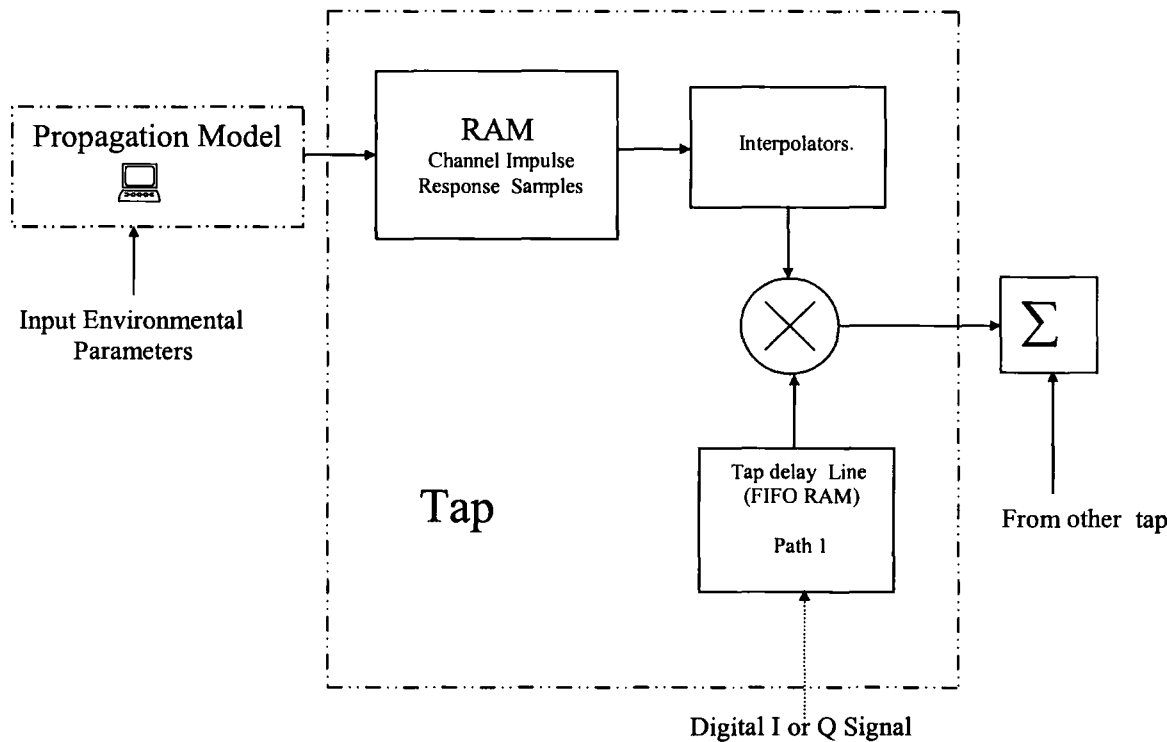 Propagation Model
Input Environmental
Parameters
RAM
Channel Impulse
Response Samples
Interpolators.
Σ
Tap
Tap delay Line
(FIFO RAM)
Path 1
From other tap
Digital I or Q Signal